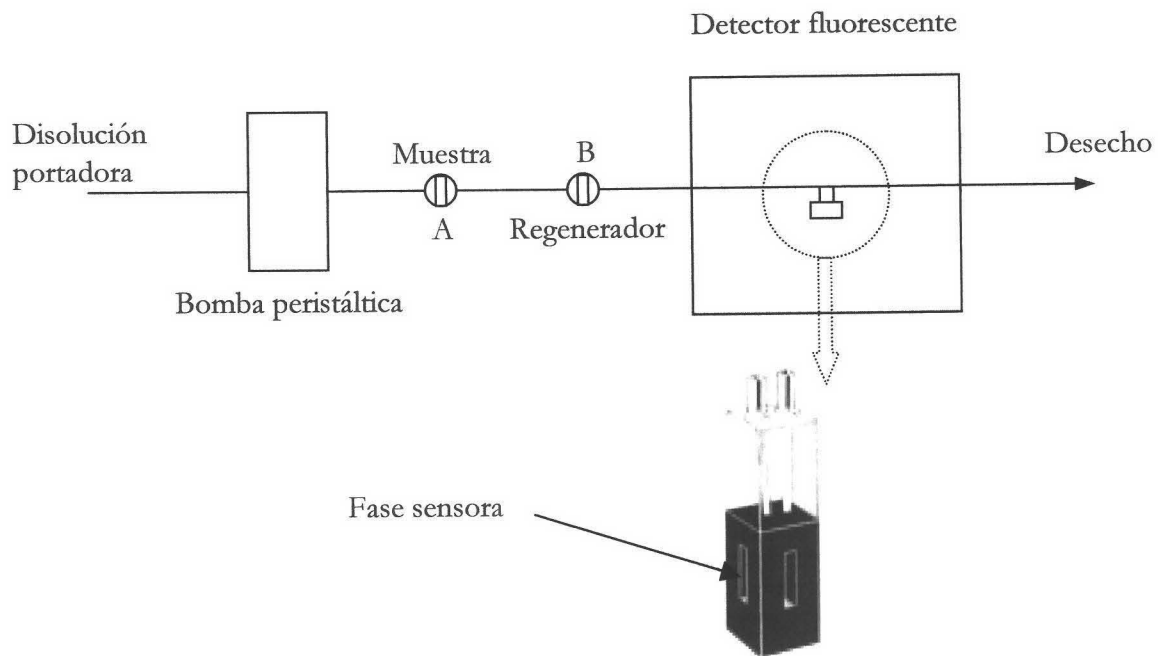 Detector fluorescente
Disolución
portadora
Muestra
A
B
Regenerador
Desecho
Bomba peristáltica
Fase sensora